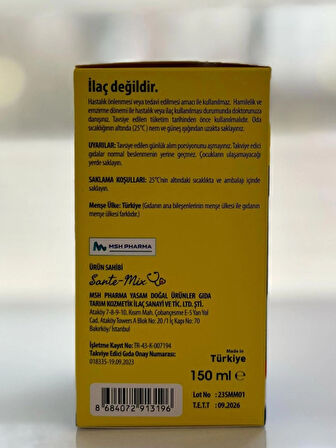 İlaç değildir.
Hastalık önlenmesi veya tedavi edilmesi amacı ile kullanılmaz. Hamilelik ve
emzirme dönemi ile hastalık veya ilaç kullanılması durumunda doktorunuza
danışınız. Tavsiye edilen tüketim tarihinden önce kullanılmalıdır. Oda
sıcaklığının altında (25°C) nem ve güneş ışığından uzakta saklayınız.
UYARILAR: Tavsiye edilen günlük alım porsiyonunu aşmayınız. Takviye edici
gıdalar normal beslenmenin yerine geçmez. Çocukların ulaşamayacağı
yerde saklayın.
SAKLAMA KOŞULLARI: 25°C'nin altındaki sıcaklıkta ve ambalajı içinde
saklayın.
Menşe Ülke: Türkiye (Gıdanın ana bileşenlerinin menşe ülkesi ile gıdanın
menşe ülkesi farklıdır.)
MSH PHARMA
ÜRÜN SAHİBİ
Sante-Mix
MSH PHARMA YAŞAM DOĞAL ÜRÜNLER GIDA
TARIM KOZMETİK İLAÇ SANAYİ VE TİC. LTD. ŞTİ.
Ataköy 7-8-9-10. Kısım Mah. Çobançeşme E-5 Yan Yol
Cad. Ataköy Towers A Blok No: 20 / 1 İç Kapı No: 70
Bakırköy/ İstanbul
İşletme Kayıt No: TR-43-K-007194
Takviye Edici Gıda Onay Numarası:
018335-19.09.2023
Made in
Türkiye
150 ml e
Lot No : 23SMM01
T.E.T.T : 09.2026
8 684072 913196